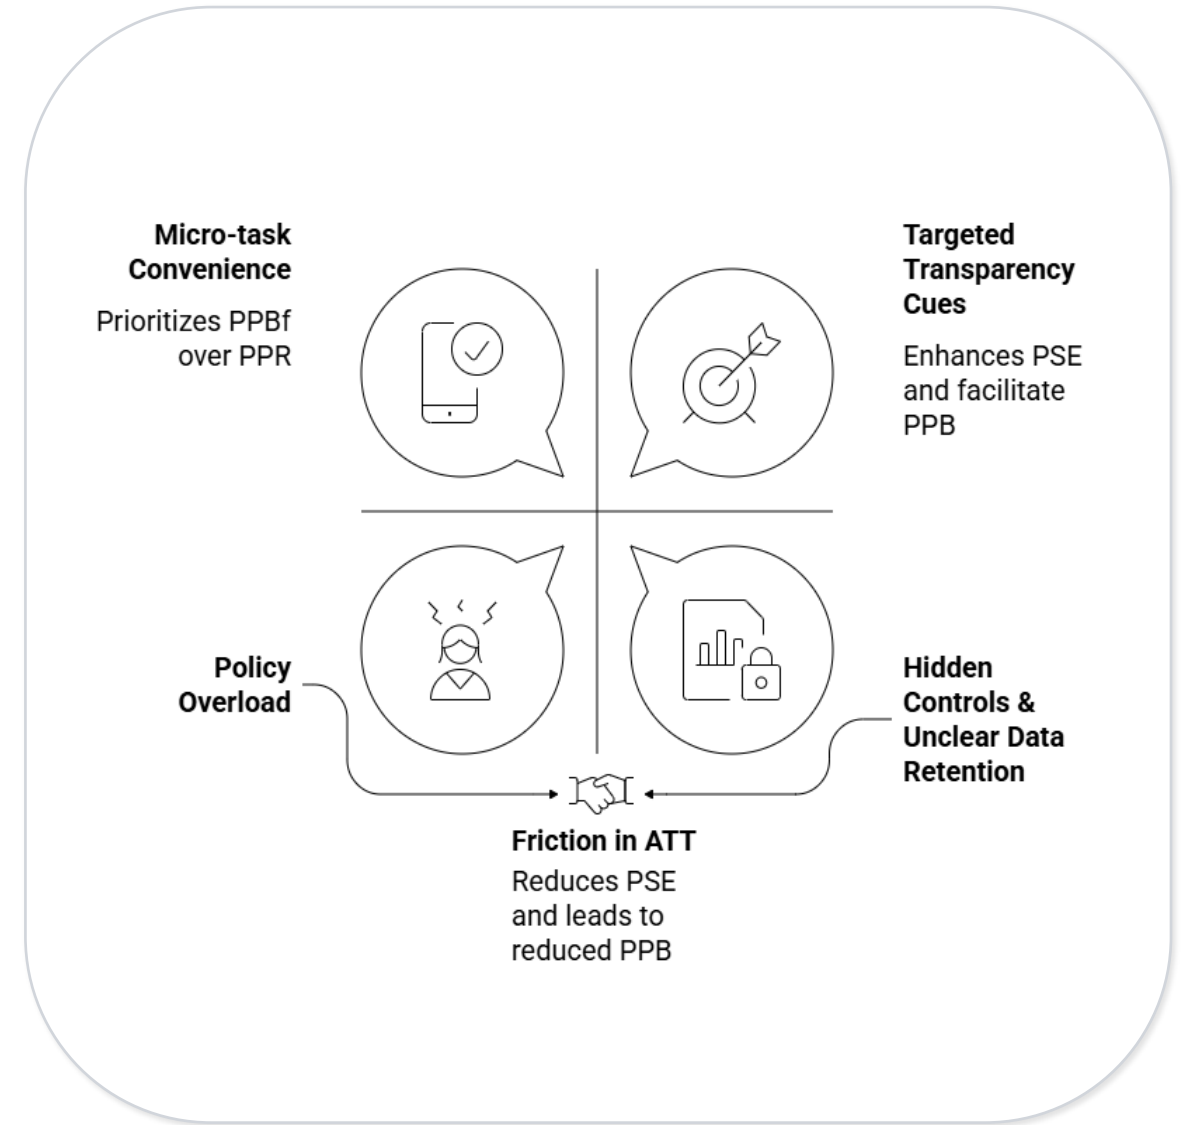 Micro-task
Convenience
Prioritizes PPBf
over PPR
Targeted
Transparency
Cues
Enhances PSE
and facilitate
PPB
Policy
Overload
Hidden
Controls &
Unclear Data
Retention
Friction in ATT
Reduces PSE
and leads to
reduced PPB